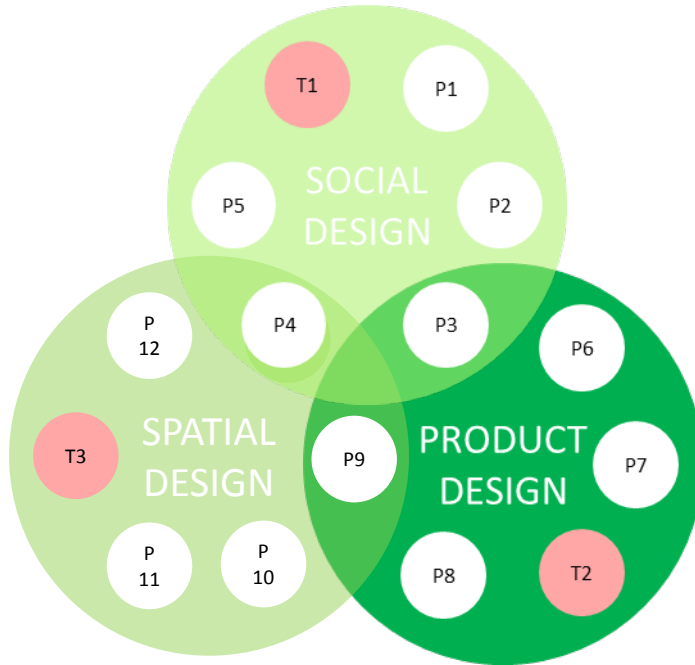 T1
P1
SOCIAL
DESIGN
P5
P2
P4
P3
P
12
P6
SPATIAL
DESIGN
PRODUCT
DESIGN
T3
P9
P7
P
11
P
10
P8
T2